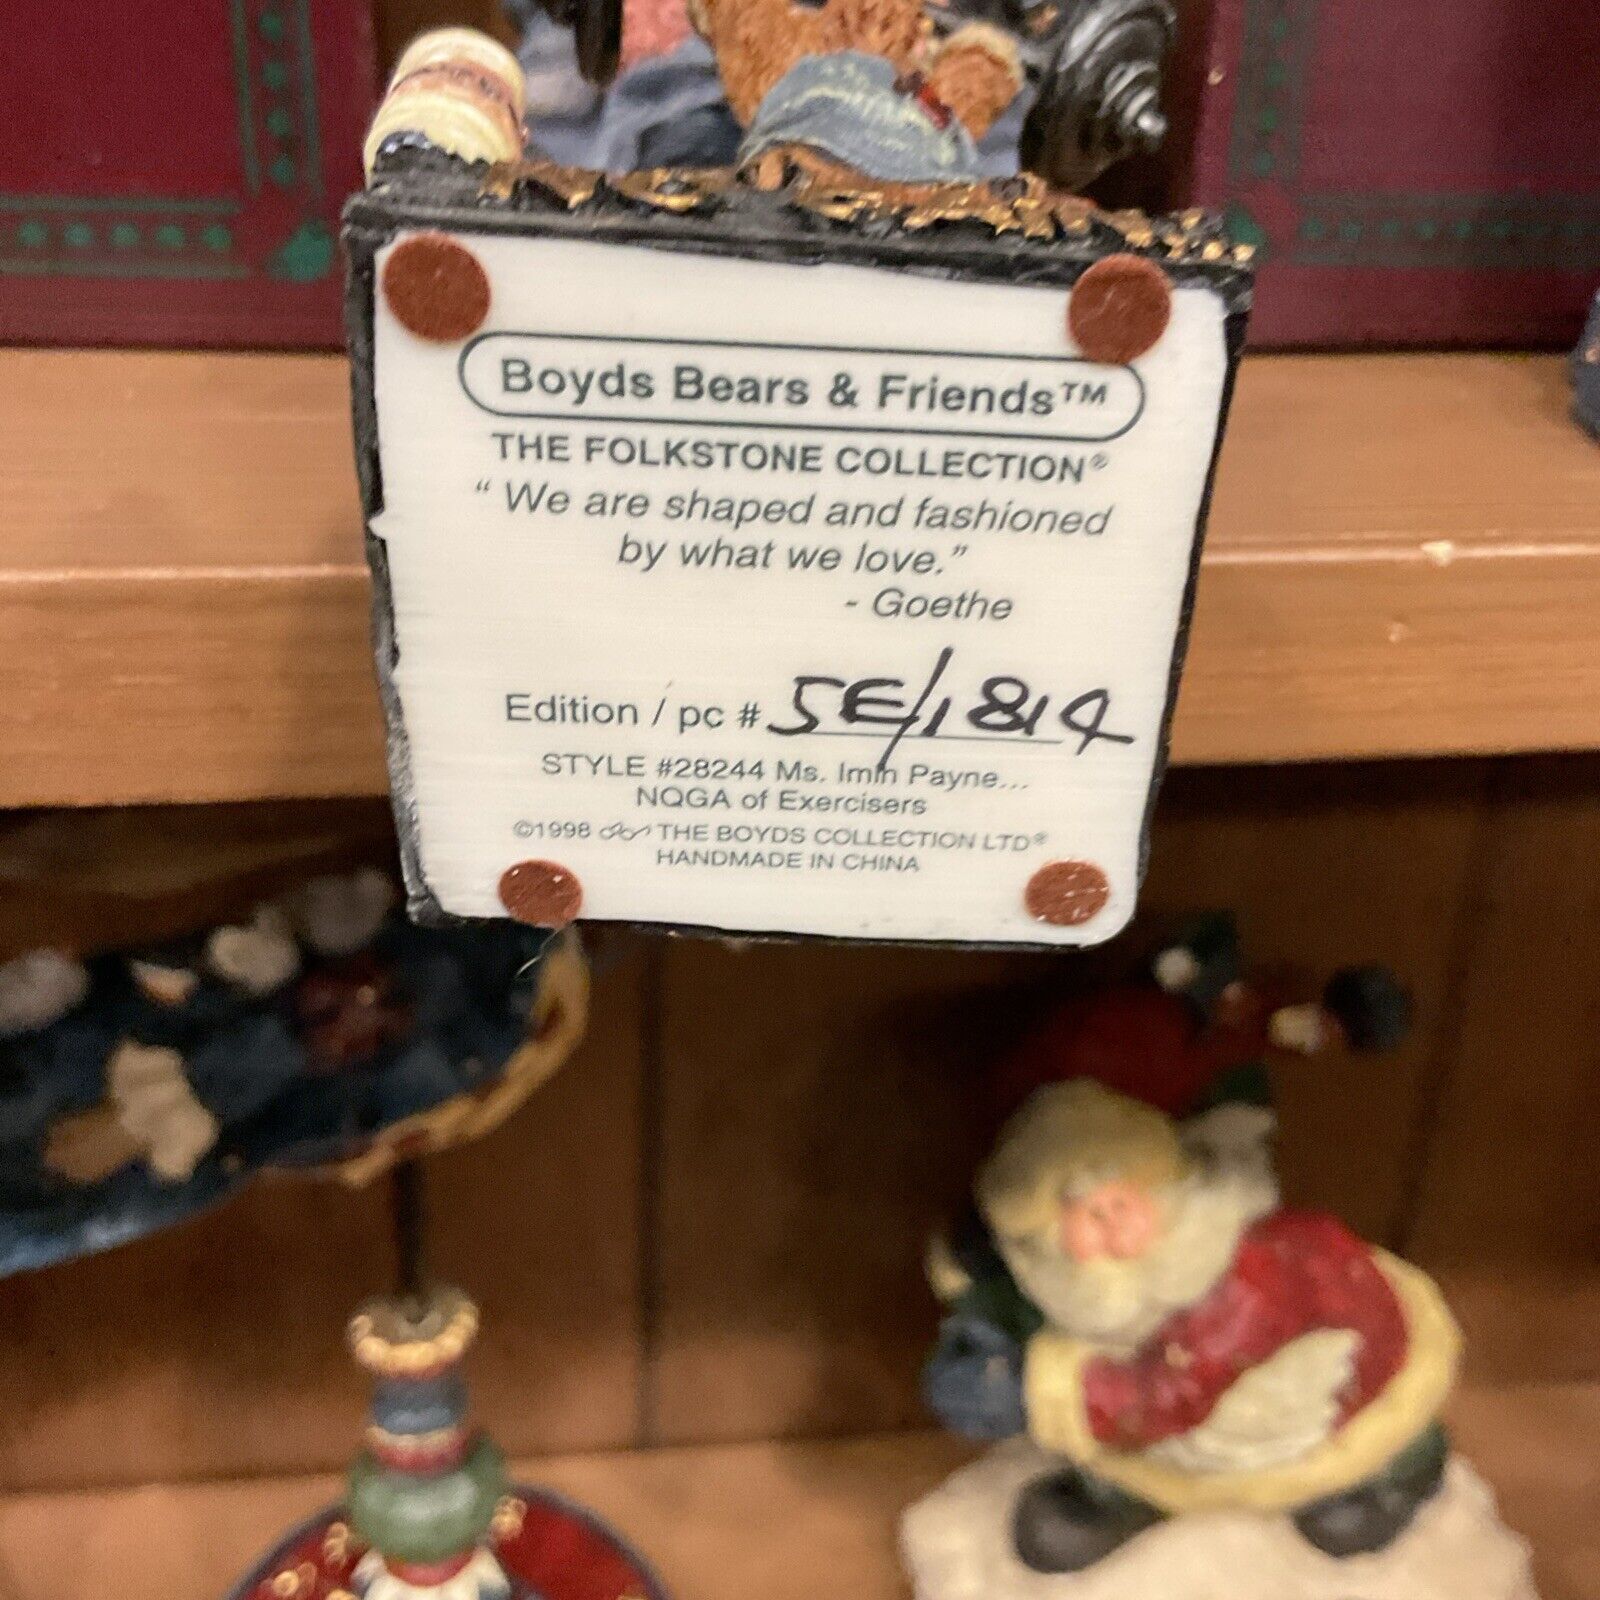 Boyds Bears & Friends™
THE FOLKSTONE COLLECTION®
“ We are shaped and fashioned
by what we love.”
- Goethe
Edition / pc # 5E/1814
STYLE #28244 Ms. Imin Payne...
NQGA of Exercisers
©1998 THE BOYDS COLLECTION LTD®
HANDMADE IN CHINA